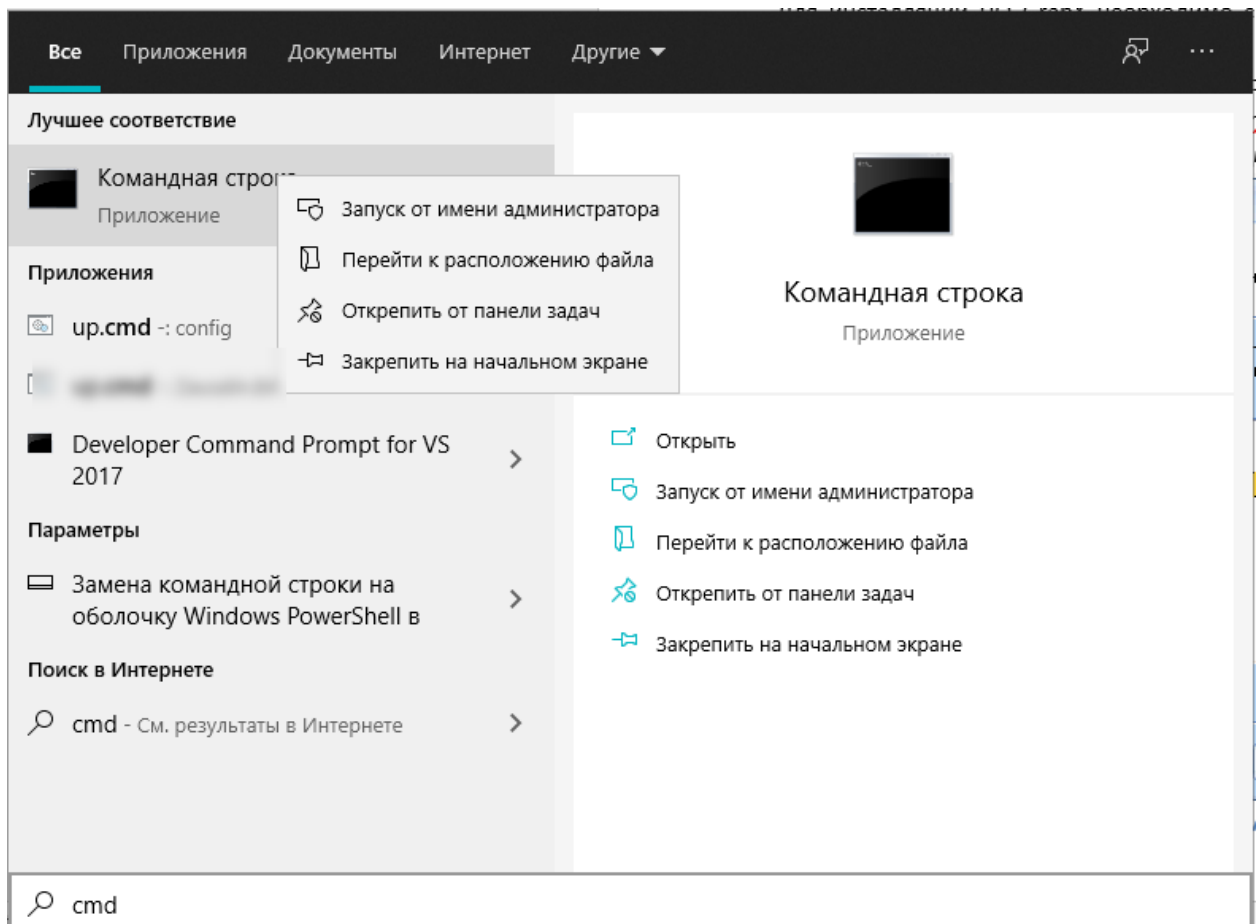 Все Приложения Документы Интернет Другие
Лучшее соответствие
Командная
Приложение
Запуск от имени администратора
Перейти к расположению файла
Открепить от панели задач
Закрепить на начальном экране
Приложения
up.cmd -: config
Developer Command Prompt for VS
2017
Параметры
Замена командной строки на
оболочку Windows PowerShell в
Поиск в Интернете
cmd - См. результаты в Интернете
Командная строка
Приложение
Открыть
Запуск от имени администратора
Перейти к расположению файла
Открепить от панели задач
Закрепить на начальном экране
cmd